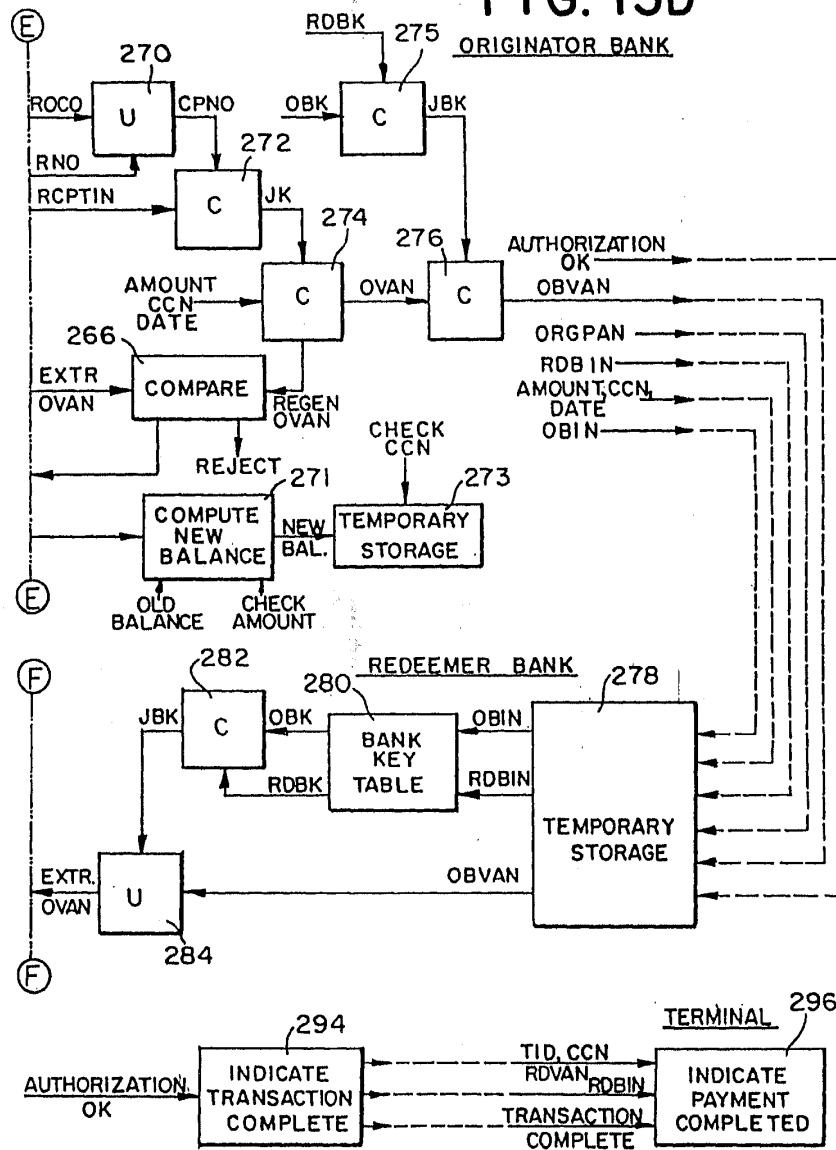 FIG. 15D
E
RDBK
275
ORIGINATOR BANK
270
ROCO
U
CPNO
OBK
C
JBK
RNO
272
RCPTIN
C
JK
274
276
AMOUNT
CCN
DATE
C
OVAN
C
AUTHORIZATION
OK
OBVAN
266
ORGPAN
EXTR
OVAN
COMPARE
REGEN
OVAN
RDBIN
AMOUNT, CCN,
DATE
OBIN
REJECT
CHECK
CCN
271
273
COMPUTE
NEW
BALANCE
NEW
BAL.
TEMPORARY
STORAGE
E
OLD
BALANCE
CHECK
AMOUNT
F
282
REDEEMER BANK
278
JBK
C
OBK
280
BANK
KEY
TABLE
OBIN
RDBK
RDBIN
TEMPORARY
STORAGE
EXTR.
OVAN
U
OBVAN
284
F
294
TERMINAL
296
AUTHORIZATION
OK
INDICATE
TRANSACTION
COMPLETE
TID, CCN
RDVAN
RDBIN
TRANSACTION
COMPLETE
INDICATE
PAYMENT
COMPLETED